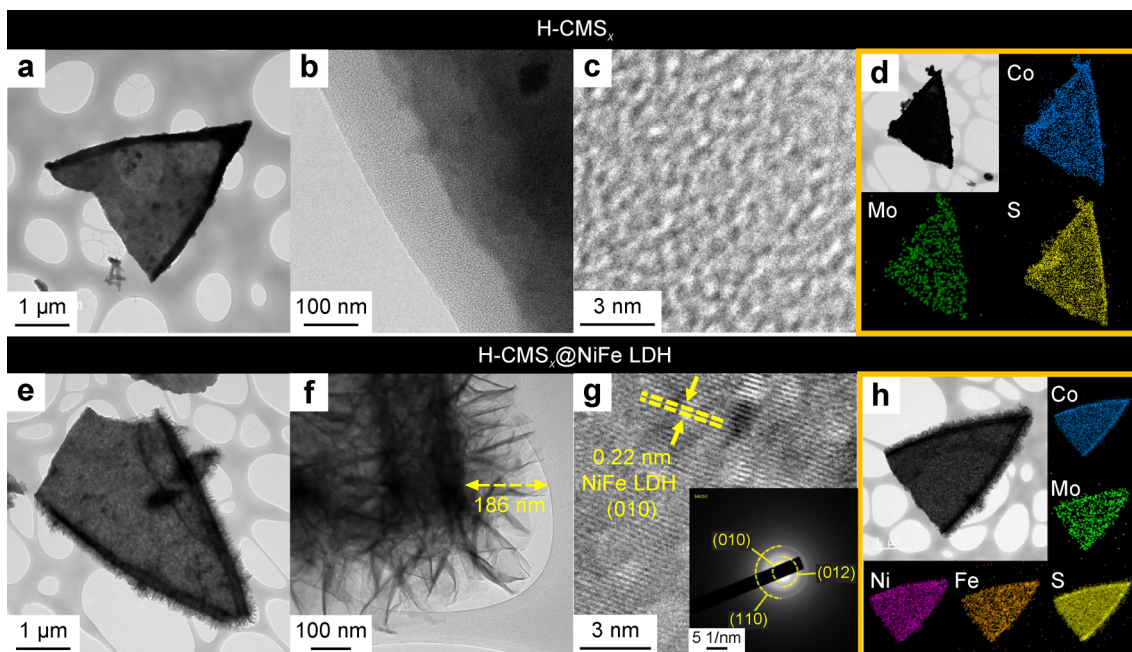 H-CMSₓ
a
b
c
d
Co
Mo
S
1 µm
100 nm
3 nm
H-CMSₓ@NiFe LDH
e
f
g
h
186 nm
0.22 nm
NiFe LDH
(010)
(010)
(012)
(110)
5 1/nm
Co
Mo
Ni
Fe
S
1 µm
100 nm
3 nm